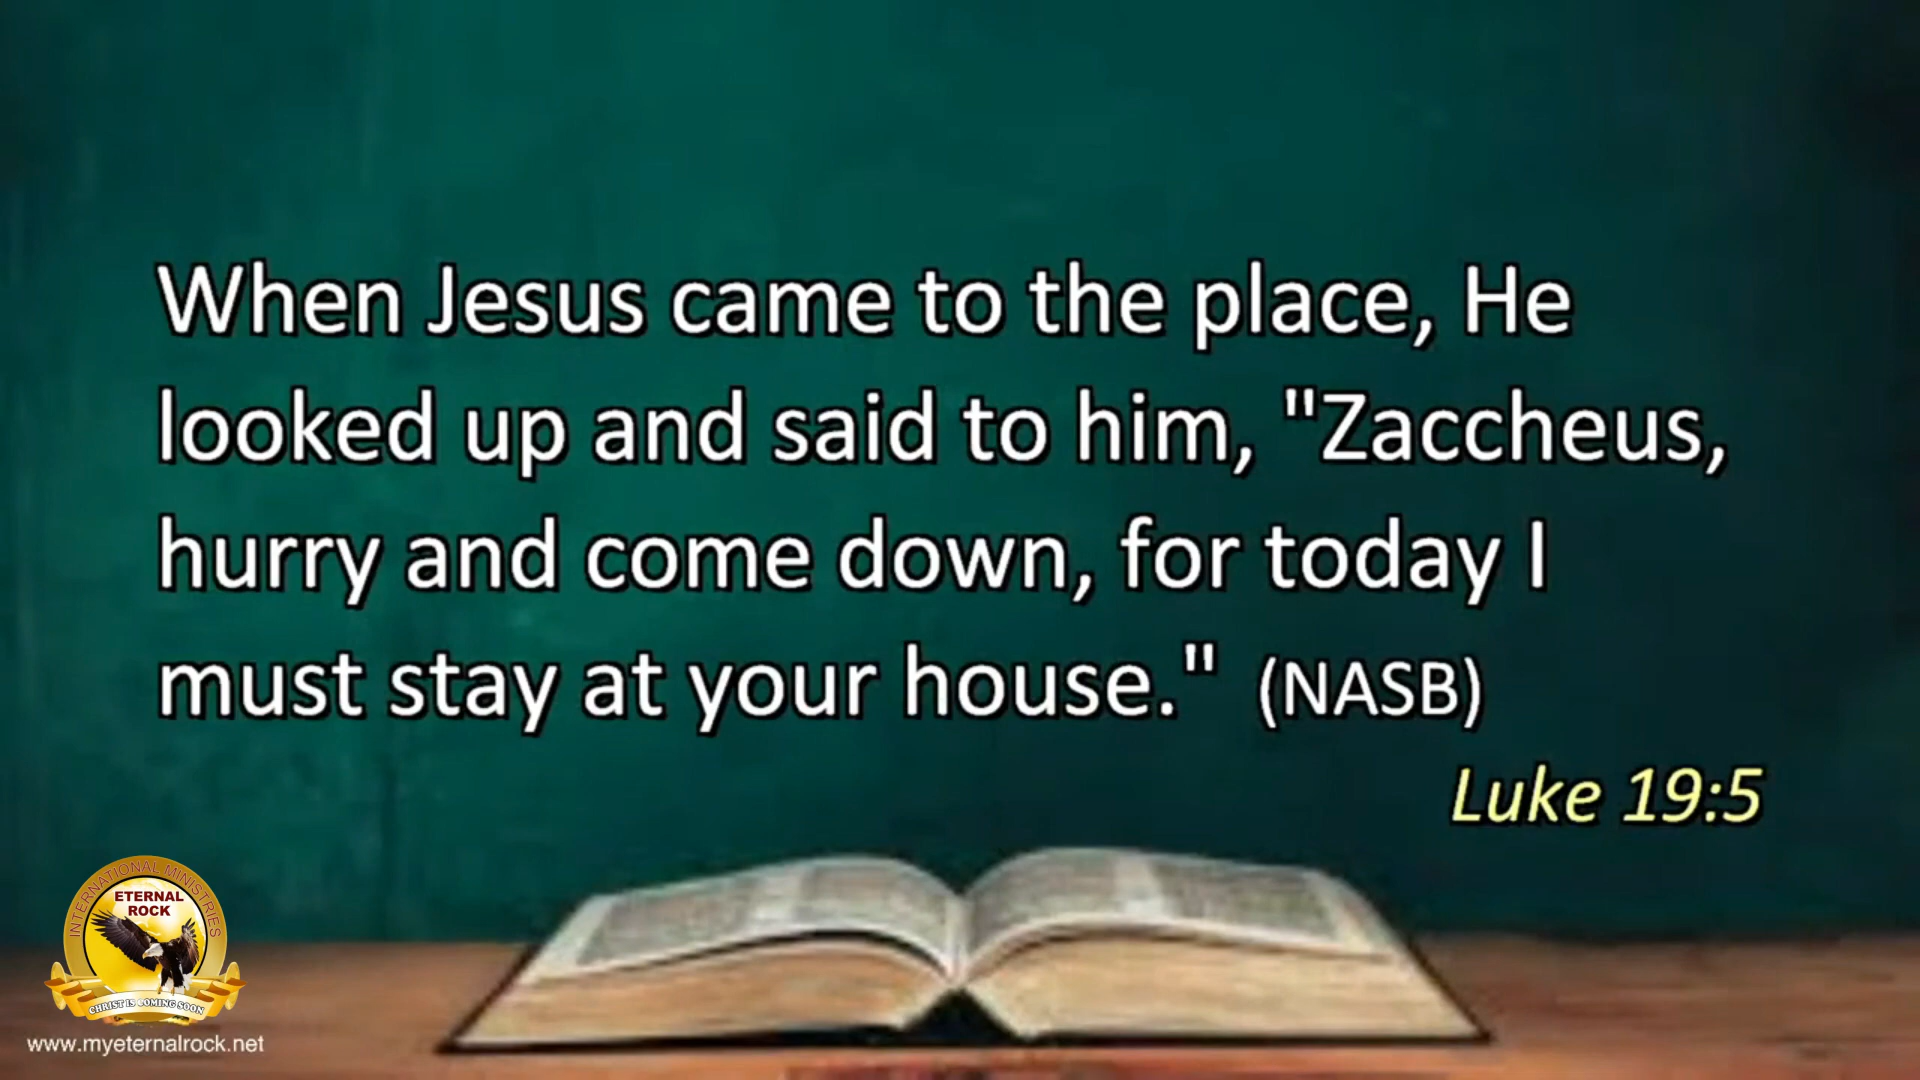 When Jesus came to the place, He
looked up and said to him, "Zaccheus,
hurry and come down, for today I
must stay at your house." (NASB)
Luke 19:5
INTERNATIONAL MINISTRIES
ETERNAL
ROCK
CHRIST IS COMING SOON
www.myeternalrock.net